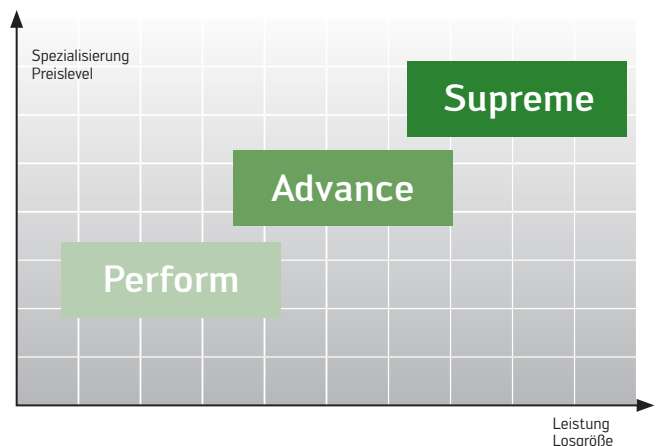 Spezialisierung
Preislevel
Supreme
Advance
Perform
Leistung
Losgröße